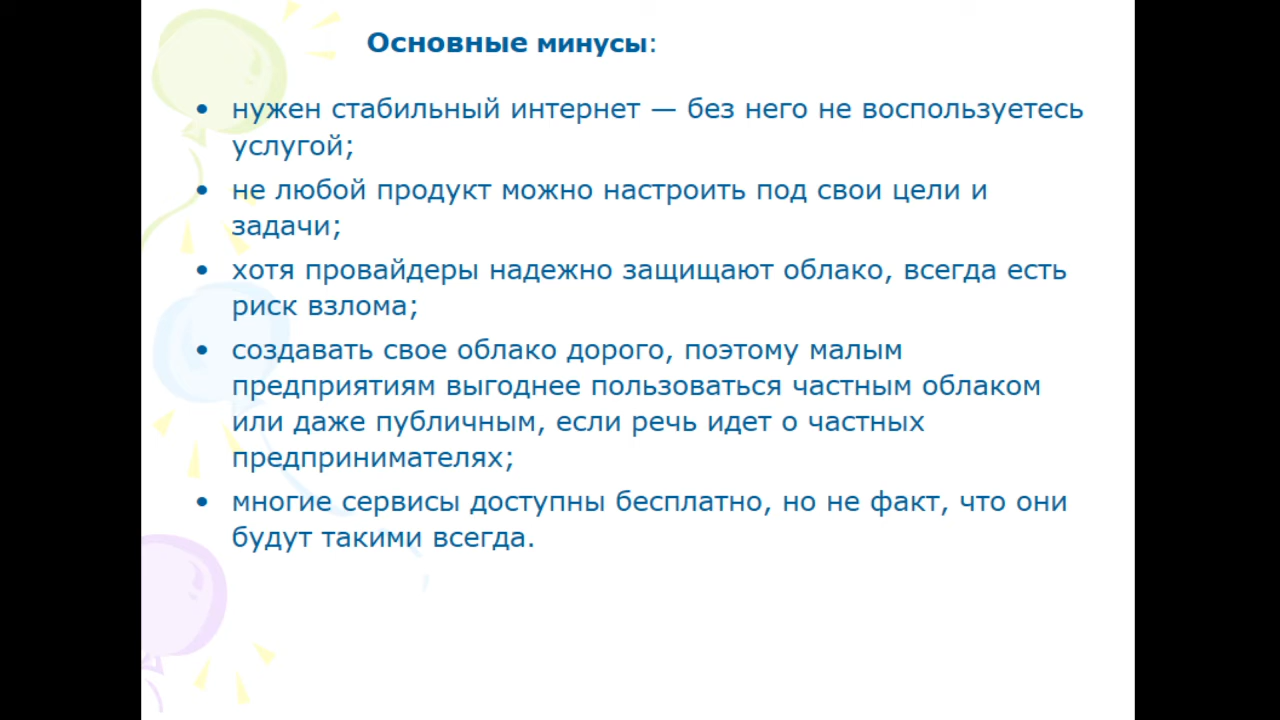 Основные минусы:
• нужен стабильный интернет — без него не воспользуетесь
услугой;
• не любой продукт можно настроить под свои цели и
задачи;
• хотя провайдеры надежно защищают облако, всегда есть
риск взлома;
• создавать свое облако дорого, поэтому малым
предприятиям выгоднее пользоваться частным облаком
или даже публичным, если речь идет о частных
предпринимателях;
• многие сервисы доступны бесплатно, но не факт, что они
будут такими всегда.